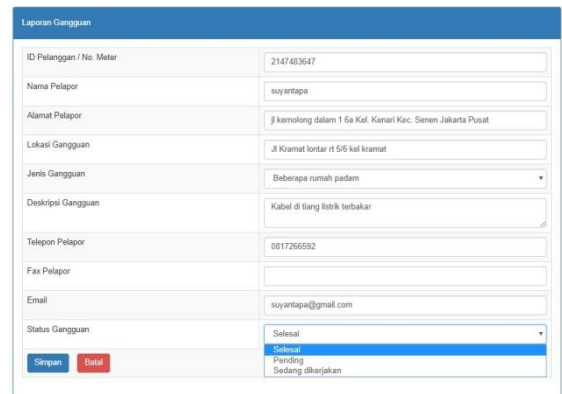 Laporan Gangguan
ID Pelanggan / No. Meter
2147483647
Nama Pelapor
suyantapa
Alamat Pelapor
jl kemolong dalam 1 6a Kel. Kenari Kec. Senen Jakarta Pusat
Lokasi Gangguan
Jl Kramat lontar rt 5/6 kel kramat
Jenis Gangguan
Beberapa rumah padam
Deskripsi Gangguan
Kabel di tiang listrik terbakar
Telepon Pelapor
0817266592
Fax Pelapor
Email
suyantapa@gmail.com
Status Gangguan
Selesai
Selesai
Pending
Sedang dikerjakan
Simpan Batal